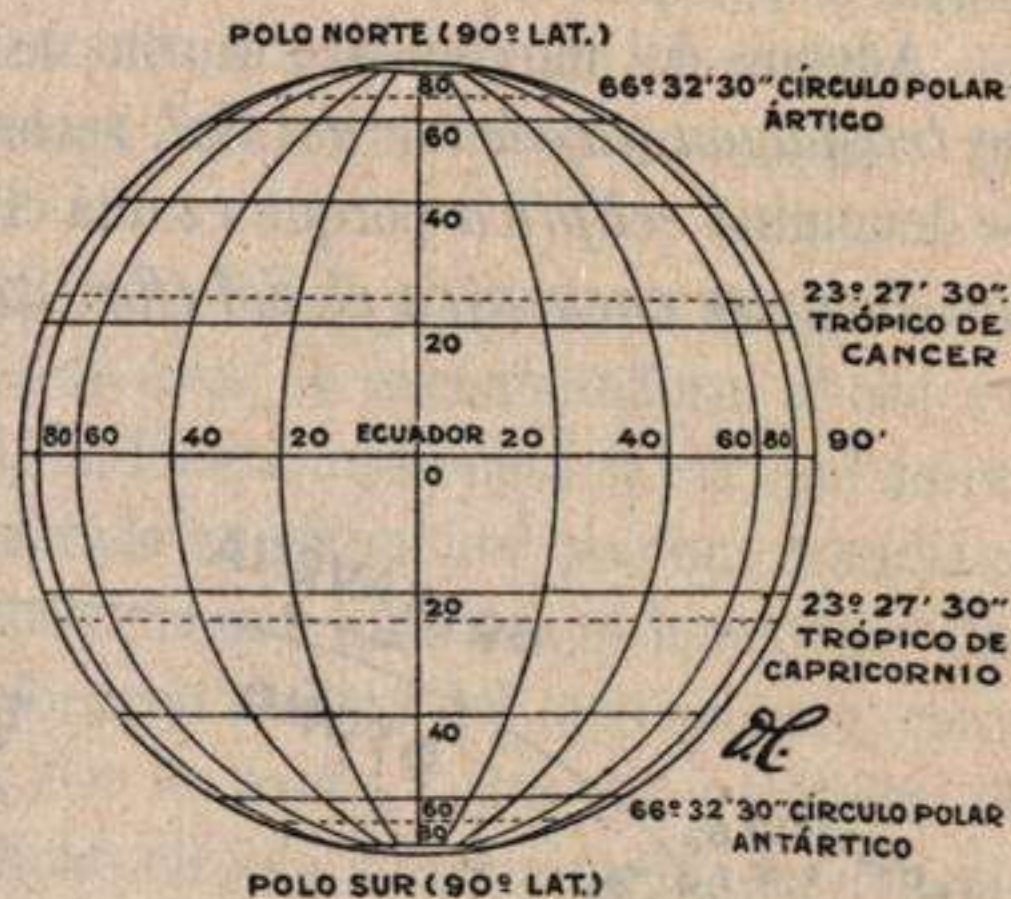 POLO NORTE (90º LAT.)
66º 32'30" CÍRCULO POLAR
ÁRTICO
80
60
40
23º 27' 30"
TRÓPICO DE
CANCER
20
80 60 40 20 ECUADOR 20 40 60 80 90'
0
20
23º 27' 30"
TRÓPICO DE
CAPRICORNIO
40
60
80
66º 32'30" CÍRCULO POLAR
ANTÁRTICO
POLO SUR (90º LAT.)